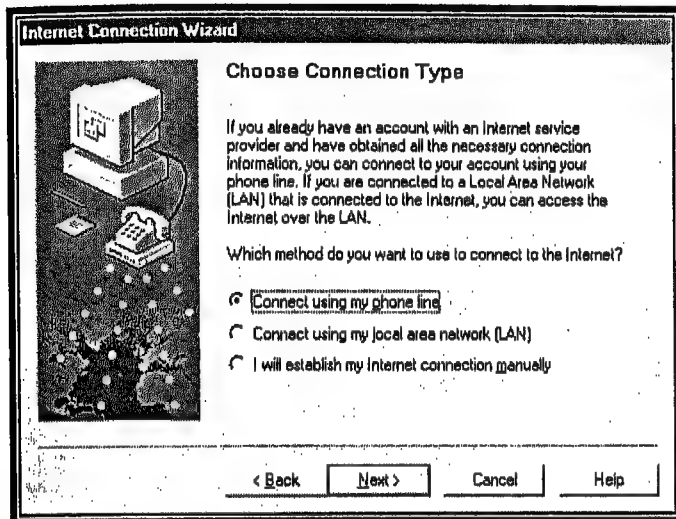 Internet Connection Wizard
Choose Connection Type
If you already have an account with an Internet service
provider and have obtained all the necessary connection
information, you can connect to your account using your
phone line. If you are connected to a Local Area Network
(LAN) that is connected to the Internet, you can access the
Internet over the LAN.
Which method do you want to use to connect to the Internet?
Connect using my phone line
Connect using my local area network (LAN)
I will establish my Internet connection manually
< Back Next > Cancel Help